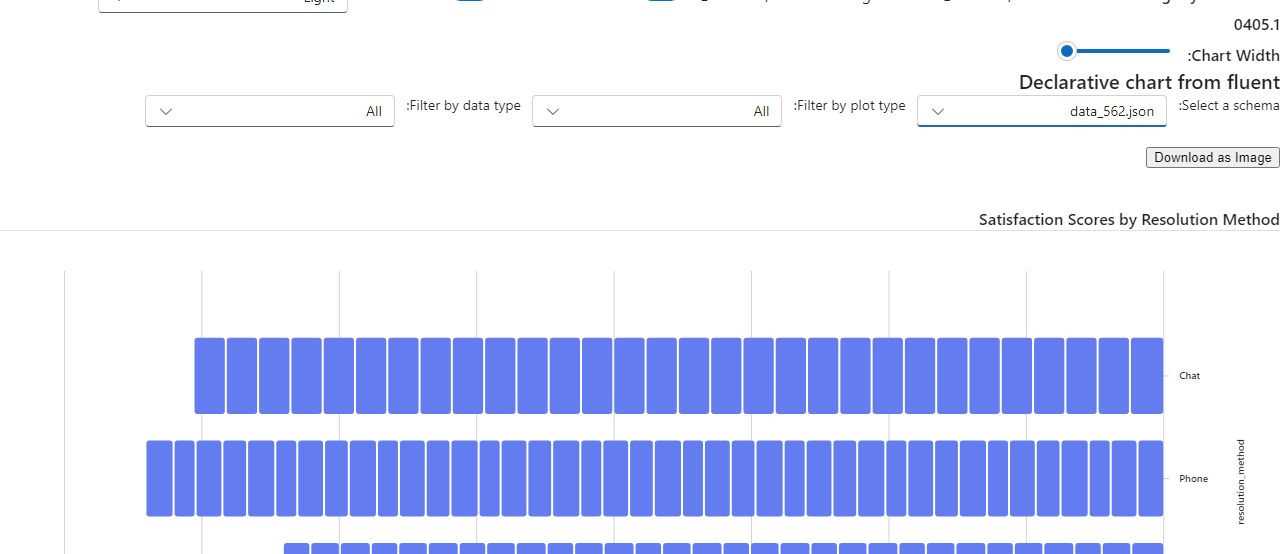 Light
0405.1
:Chart Width
Declarative chart from fluent
:Select a schema
data_562.json
:Filter by plot type
All
:Filter by data type
All
Download as Image
Satisfaction Scores by Resolution Method
Chat
Phone
resolution_method